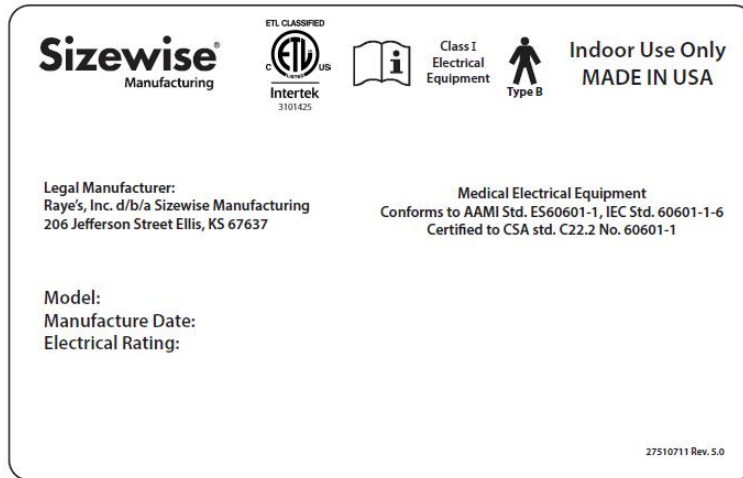 Sizewise®
Manufacturing
ETL CLASSIFIED
C ETL US
LISTED
Intertek
3101425
i
Class I
Electrical
Equipment
Type B
Indoor Use Only
MADE IN USA
Legal Manufacturer:
Raye's, Inc. d/b/a Sizewise Manufacturing
206 Jefferson Street Ellis, KS 67637
Medical Electrical Equipment
Conforms to AAMI Std. ES60601-1, IEC Std. 60601-1-6
Certified to CSA std. C22.2 No. 60601-1
Model:
Manufacture Date:
Electrical Rating:
27510711 Rev. 5.0